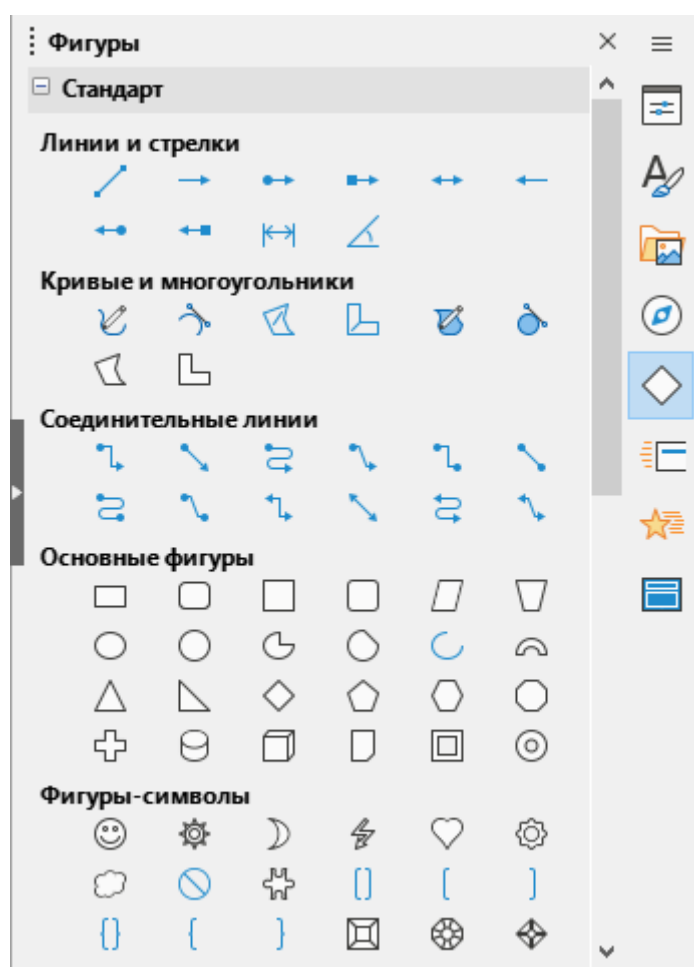 Фигуры
Стандарт
Линии и стрелки
Кривые и многоугольники
Соединительные линии
Основные фигуры
Фигуры-символы